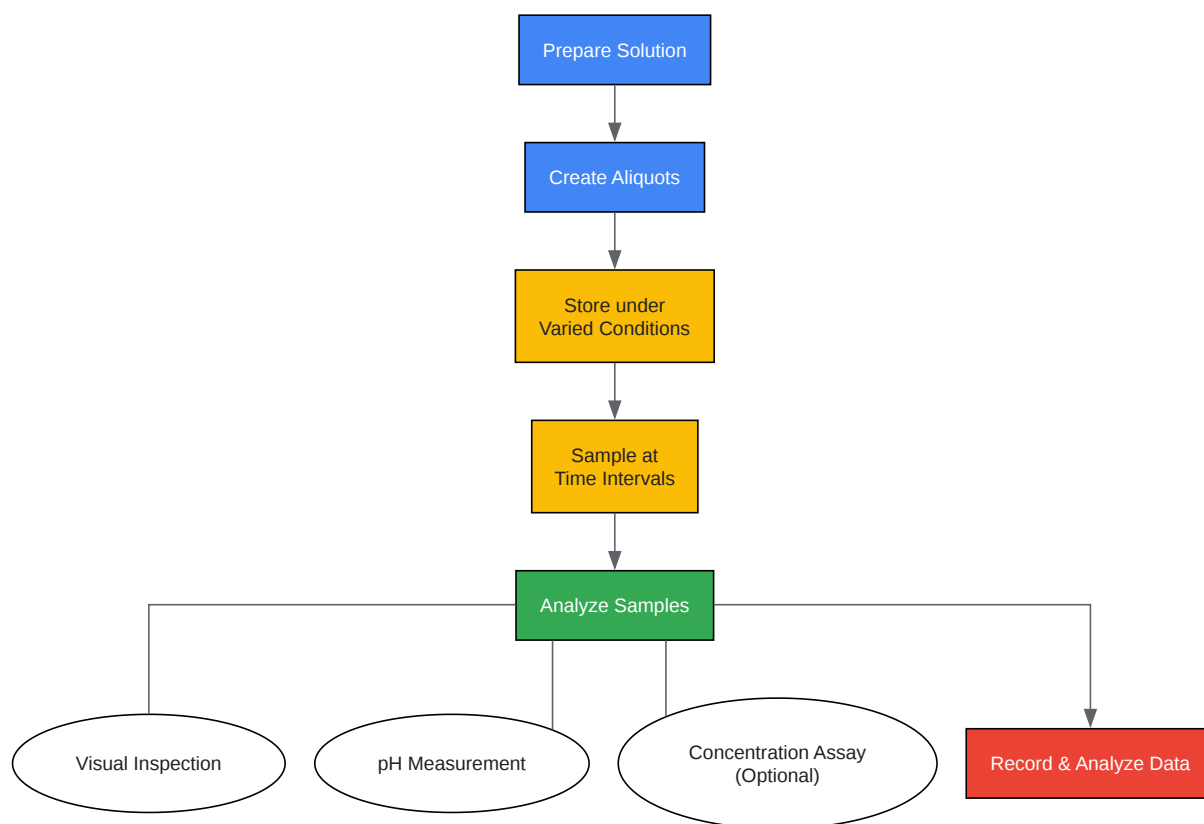 Prepare Solution
Create Aliquots
Store under
Varied Conditions
Sample at
Time Intervals
Analyze Samples
Visual Inspection
pH Measurement
Concentration Assay
(Optional)
Record & Analyze Data